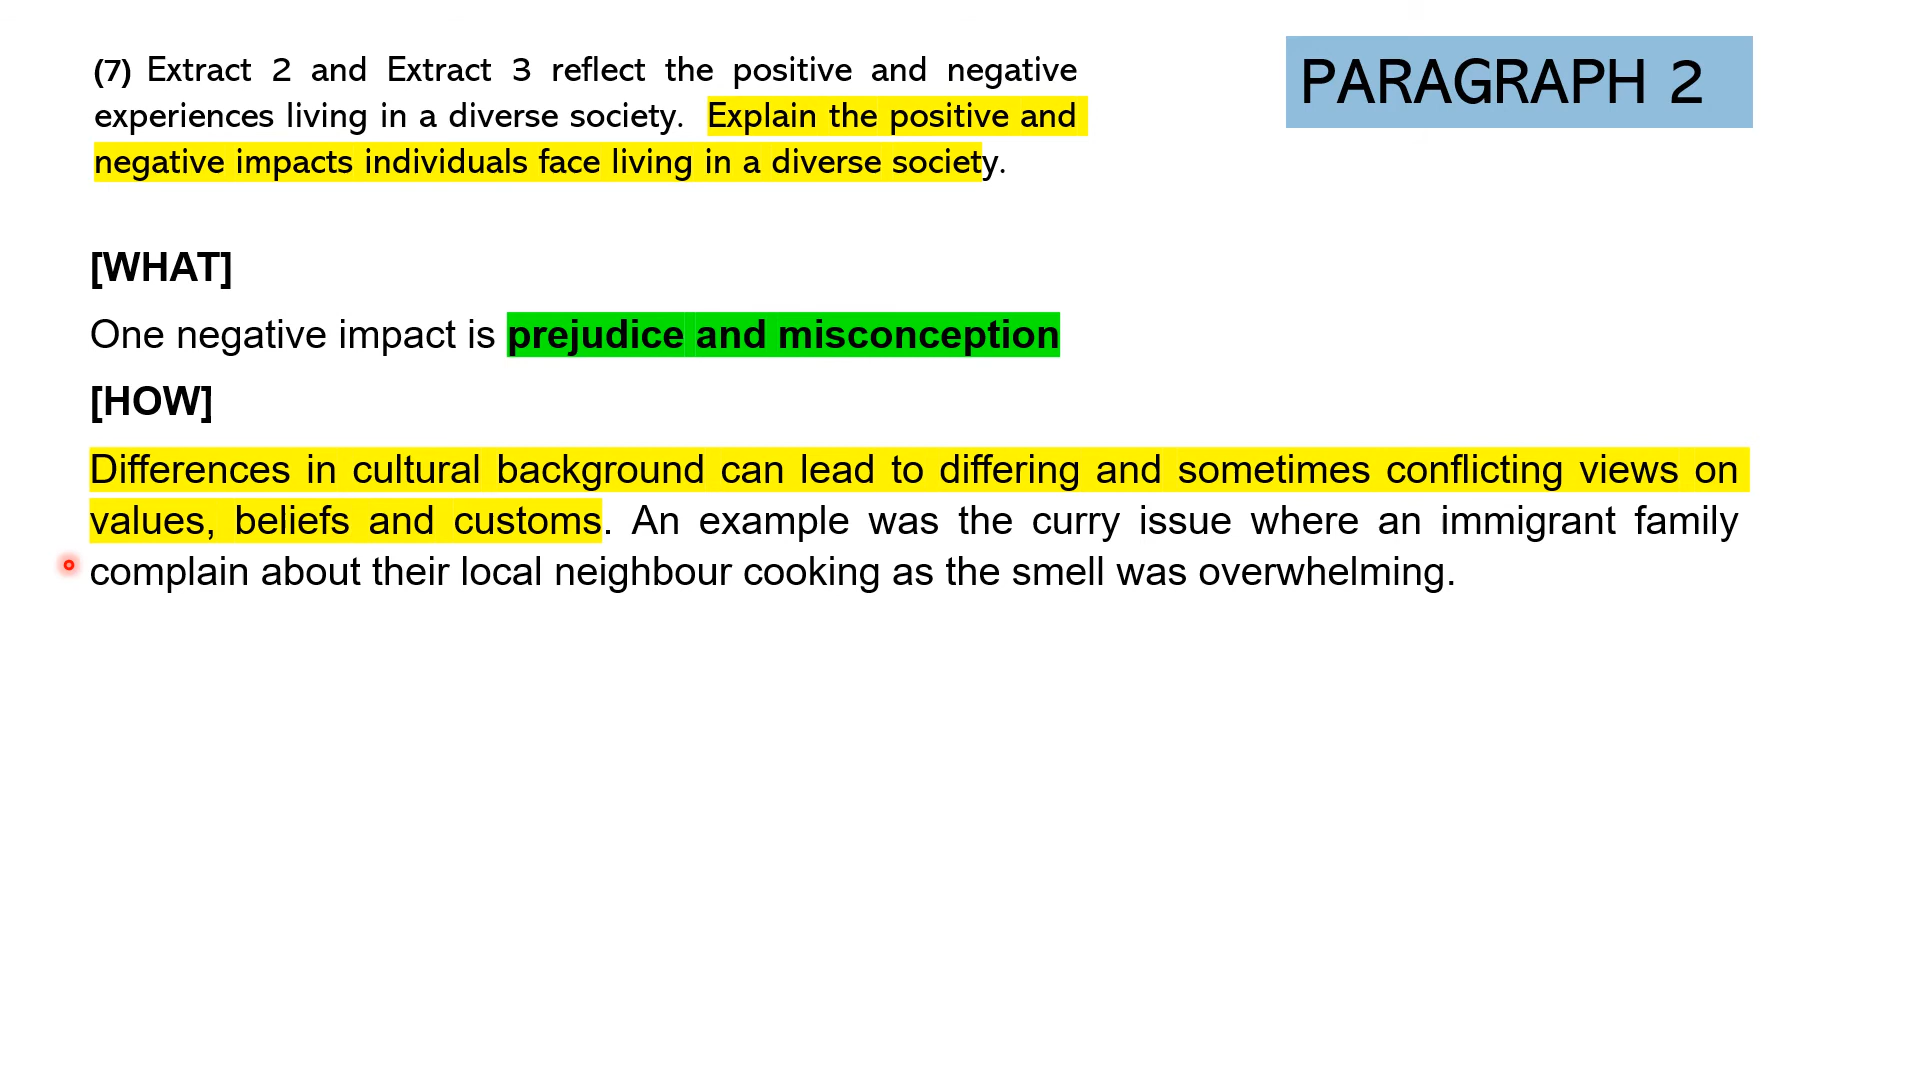 (7) Extract 2 and Extract 3 reflect the positive and negative
experiences living in a diverse society. Explain the positive and
negative impacts individuals face living in a diverse society.
PARAGRAPH 2
[WHAT]
One negative impact is prejudice and misconception
[HOW]
Differences in cultural background can lead to differing and sometimes conflicting views on
values, beliefs and customs. An example was the curry issue where an immigrant family
complain about their local neighbour cooking as the smell was overwhelming.